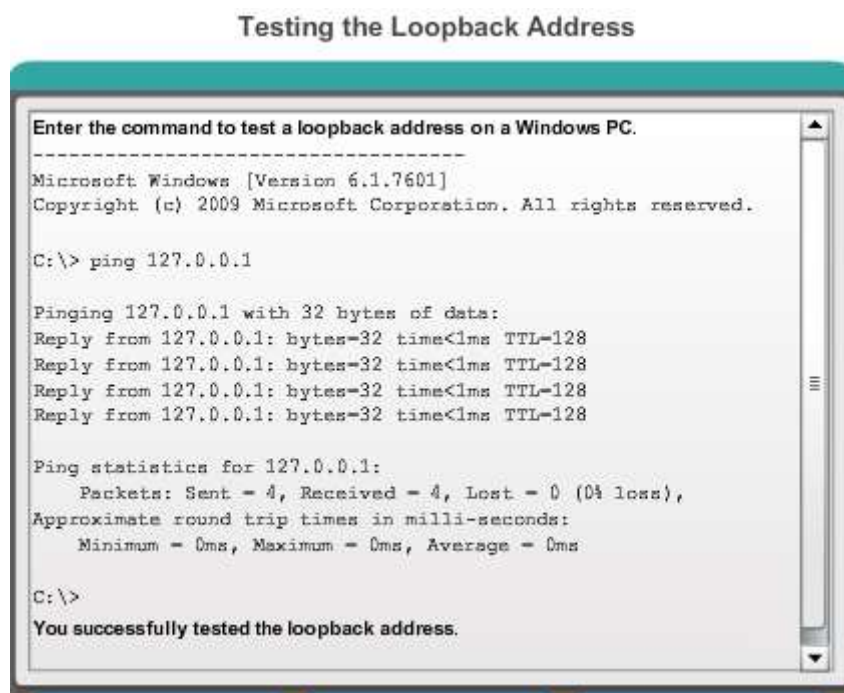 Testing the Loopback Address
Enter the command to test a loopback address on a Windows PC.
------------------------------------
Microsoft Windows [Version 6.1.7601]
Copyright (c) 2009 Microsoft Corporation. All rights reserved.
C:\> ping 127.0.0.1
Pinging 127.0.0.1 with 32 bytes of data:
Reply from 127.0.0.1: bytes=32 time<1ms TTL=128
Reply from 127.0.0.1: bytes=32 time<1ms TTL=128
Reply from 127.0.0.1: bytes=32 time<1ms TTL=128
Reply from 127.0.0.1: bytes=32 time<1ms TTL=128
Ping statistics for 127.0.0.1:
Packets: Sent = 4, Received = 4, Lost = 0 (0% loss),
Approximate round trip times in milli-seconds:
Minimum = 0ms, Maximum = 0ms, Average = 0ms
C:\>
You successfully tested the loopback address.